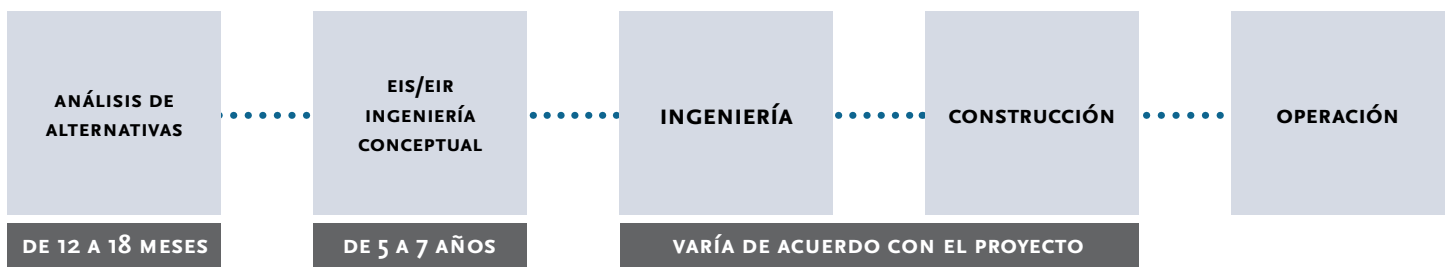 ANÁLISIS DE
ALTERNATIVAS
EIS/EIR
INGENIERÍA
CONCEPTUAL
INGENIERÍA
CONSTRUCCIÓN
OPERACIÓN
DE 12 A 18 MESES
DE 5 A 7 AÑOS
VARÍA DE ACUERDO CON EL PROYECTO